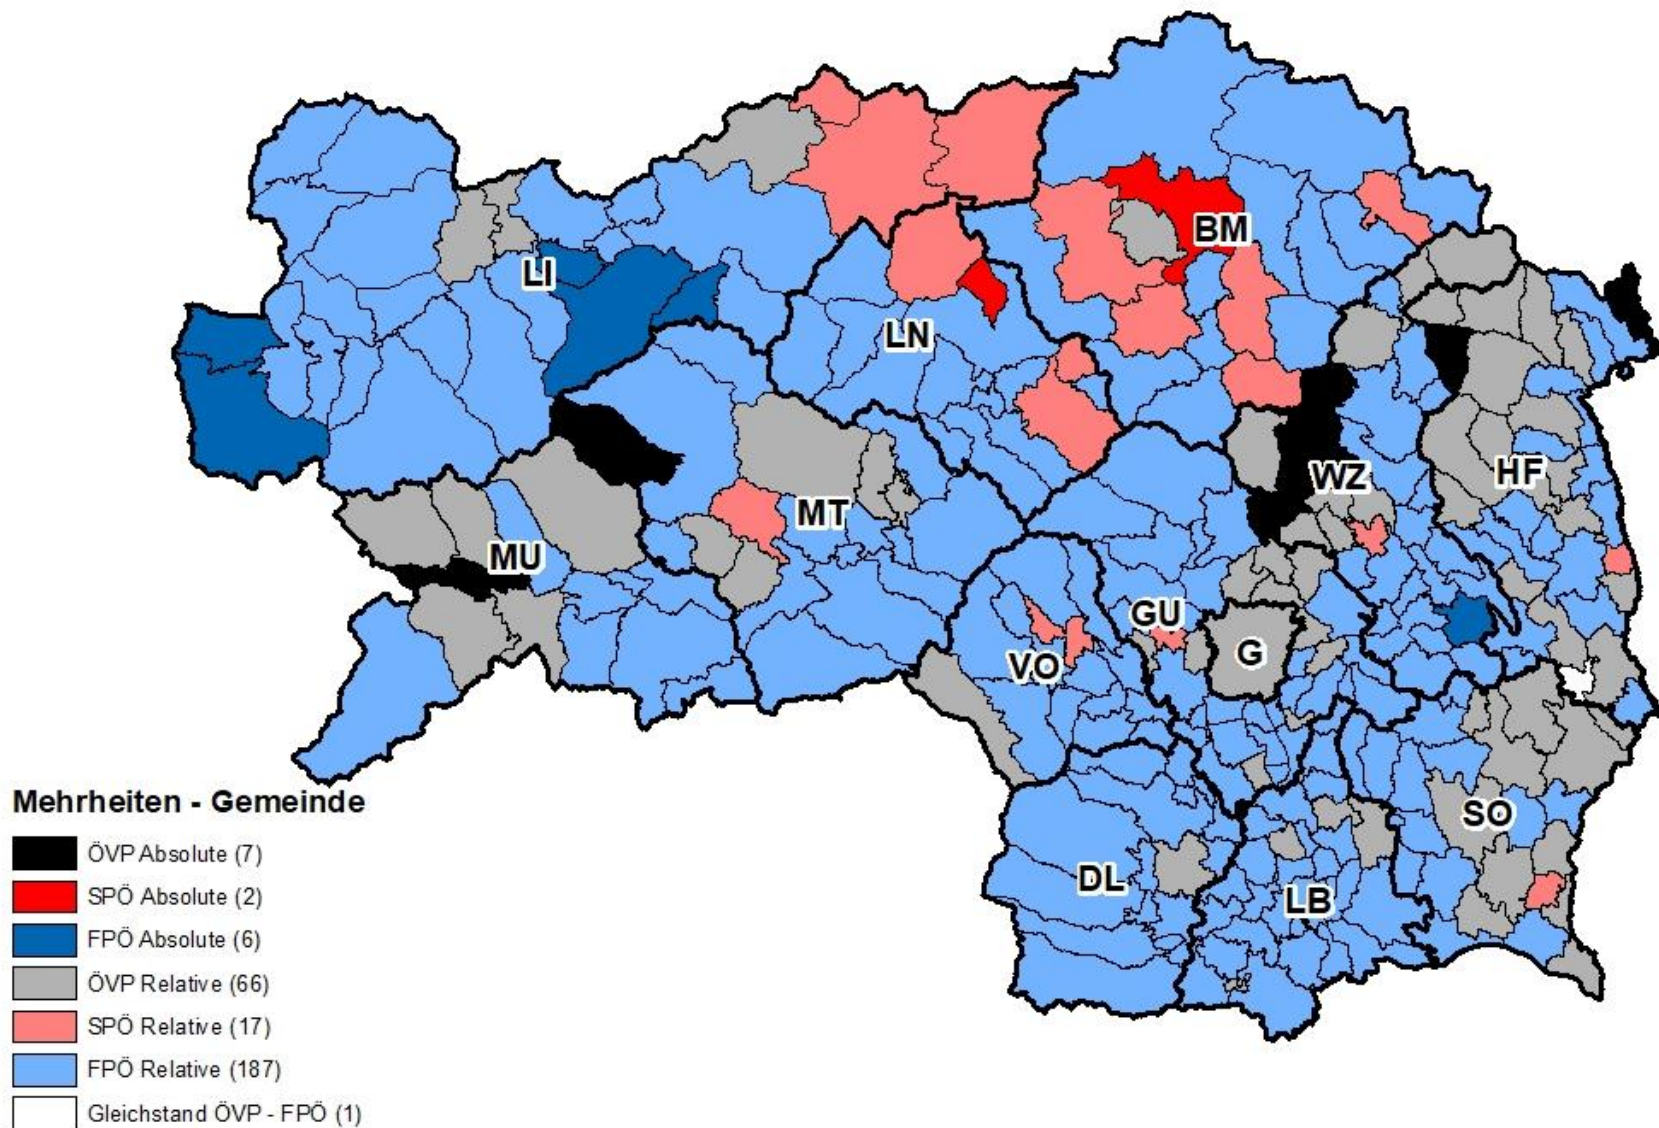 BM
LI
LN
WZ
HF
MT
MU
GU
VO
G
SO
DL
LB
Mehrheiten - Gemeinde
ÖVP Absolute (7)
SPÖ Absolute (2)
FPÖ Absolute (6)
ÖVP Relative (66)
SPÖ Relative (17)
FPÖ Relative (187)
Gleichstand ÖVP - FPÖ (1)